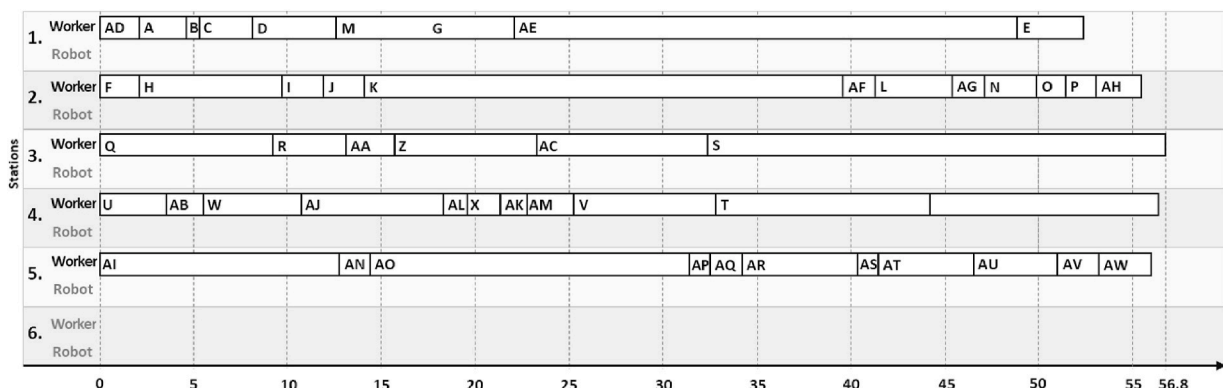 1. Worker AD A B C D M G AE E
Robot
2. Worker F H I J K AF L AG N O P AH
Robot
3. Worker Q R AA Z AC S
Robot
Stations
4. Worker U AB W AJ AL X AK AM V T
Robot
5. Worker AI AN AO AP AQ AR AS AT AU AV AW
Robot
6. Worker
Robot
0 5 10 15 20 25 30 35 40 45 50 55 56.8